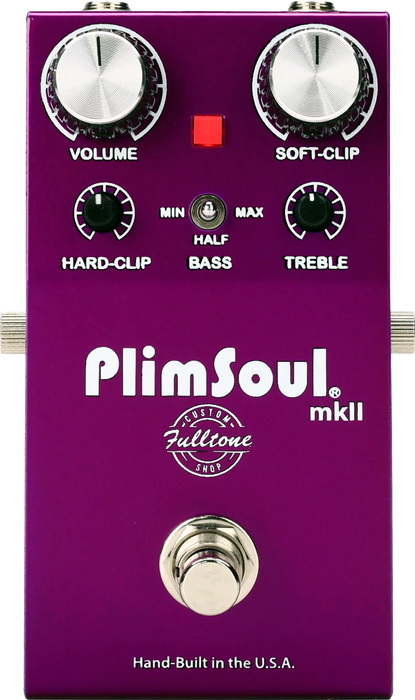 VOLUME
SOFT-CLIP
MIN
MAX
HALF
HARD-CLIP
BASS
TREBLE
PlimSoul®
mkII
CUSTOM
Fulltone
SHOP
Hand-Built in the U.S.A.